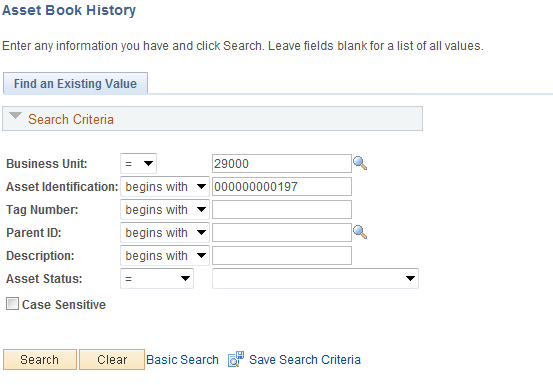 Asset Book History
Enter any information you have and click Search. Leave fields blank for a list of all values.
Find an Existing Value
Search Criteria
Business Unit: = 29000
Asset Identification: begins with 000000000197
Tag Number: begins with
Parent ID: begins with
Description: begins with
Asset Status: =
Case Sensitive
Search Clear Basic Search Save Search Criteria